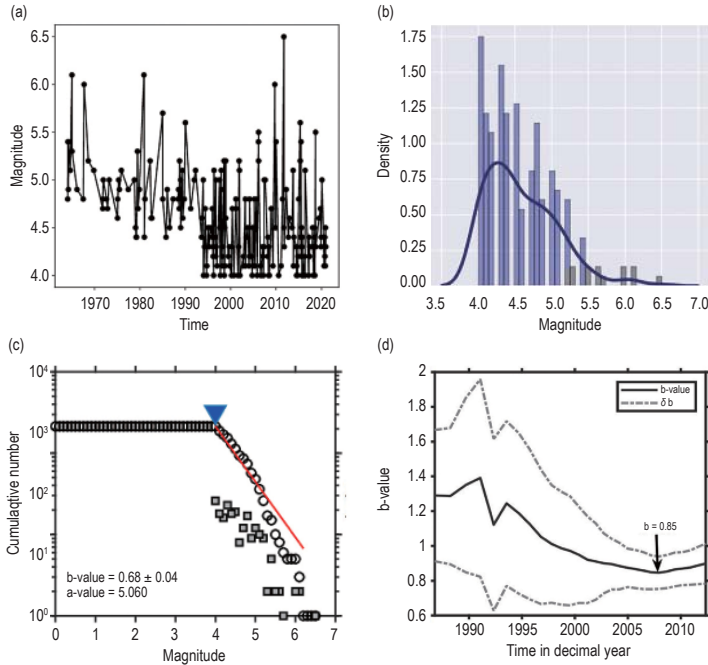 (a)
6.5
6.0
5.5
5.0
4.5
4.0
Magnitude
1970 1980 1990 2000 2010 2020
Time
(b)
1.75
1.50
1.25
1.00
0.75
0.50
0.25
0.00
Density
3.5 4.0 4.5 5.0 5.5 6.0 6.5 7.0
Magnitude
(c)
10^4
10^3
10^2
10^1
10^0
Cumulaqtive number
b-value = 0.68 ± 0.04
a-value = 5.060
0 1 2 3 4 5 6 7
Magnitude
(d)
2
1.8
1.6
1.4
1.2
1
0.8
0.6
b-value
b-value
δ b
b = 0.85
1990 1995 2000 2005 2010
Time in decimal year